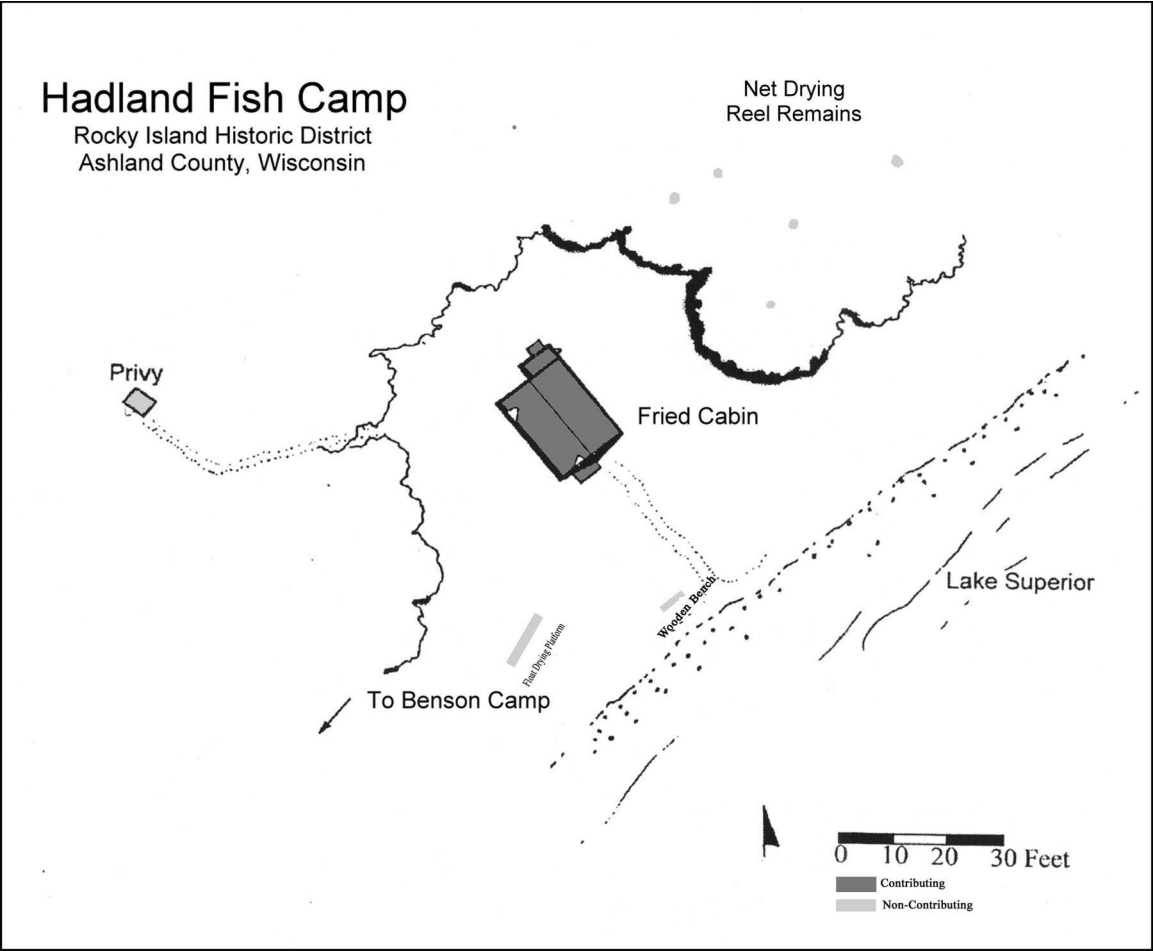 Hadland Fish Camp
Rocky Island Historic District
Ashland County, Wisconsin
Net Drying
Reel Remains
Privy
Fried Cabin
Lake Superior
Wooden Bench
Float Drying Platform
To Benson Camp
0 10 20 30 Feet
Contributing
Non-Contributing